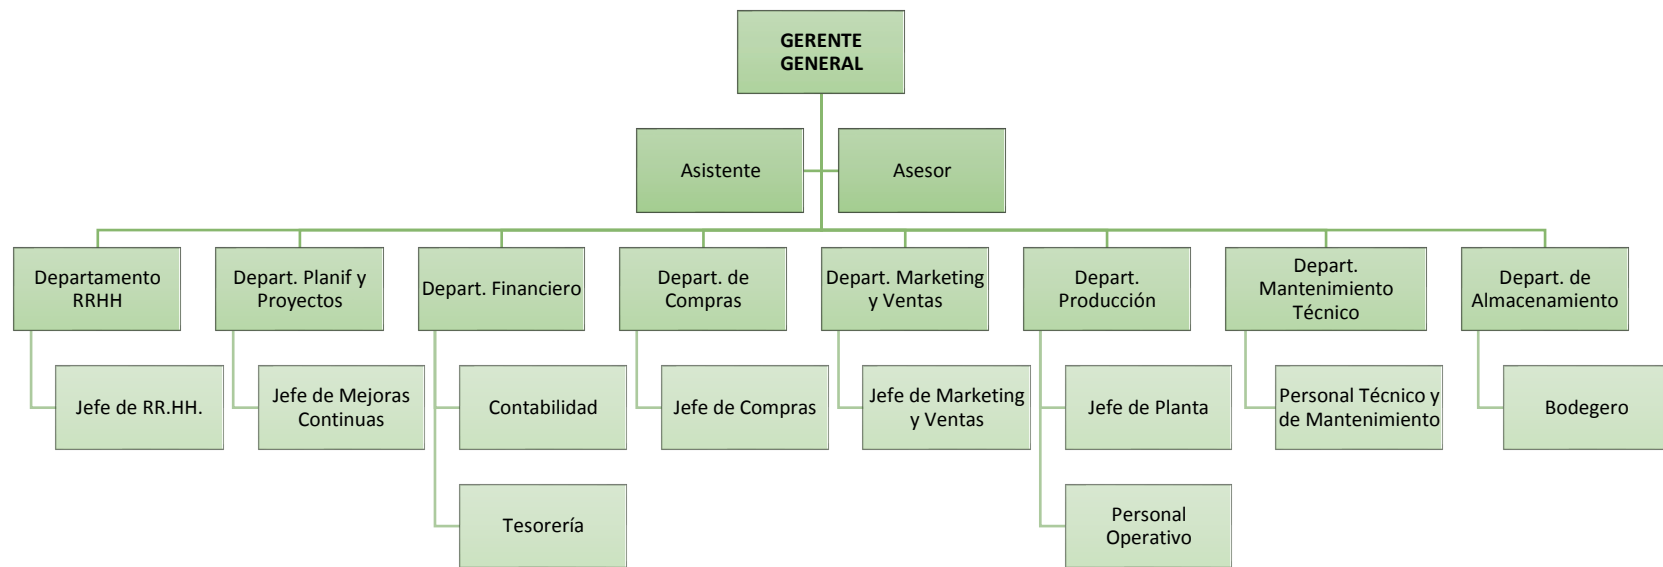 GERENTE
GENERAL
Asistente
Asesor
Departamento
RRHH
Depart. Planif y
Proyectos
Depart. Financiero
Depart. de
Compras
Depart. Marketing
y Ventas
Depart.
Producción
Depart.
Mantenimiento
Técnico
Depart. de
Almacenamiento
Jefe de RR.HH.
Jefe de Mejoras
Continuas
Contabilidad
Jefe de Compras
Jefe de Marketing
y Ventas
Jefe de Planta
Personal Técnico y
de Mantenimiento
Bodegero
Tesorería
Personal
Operativo